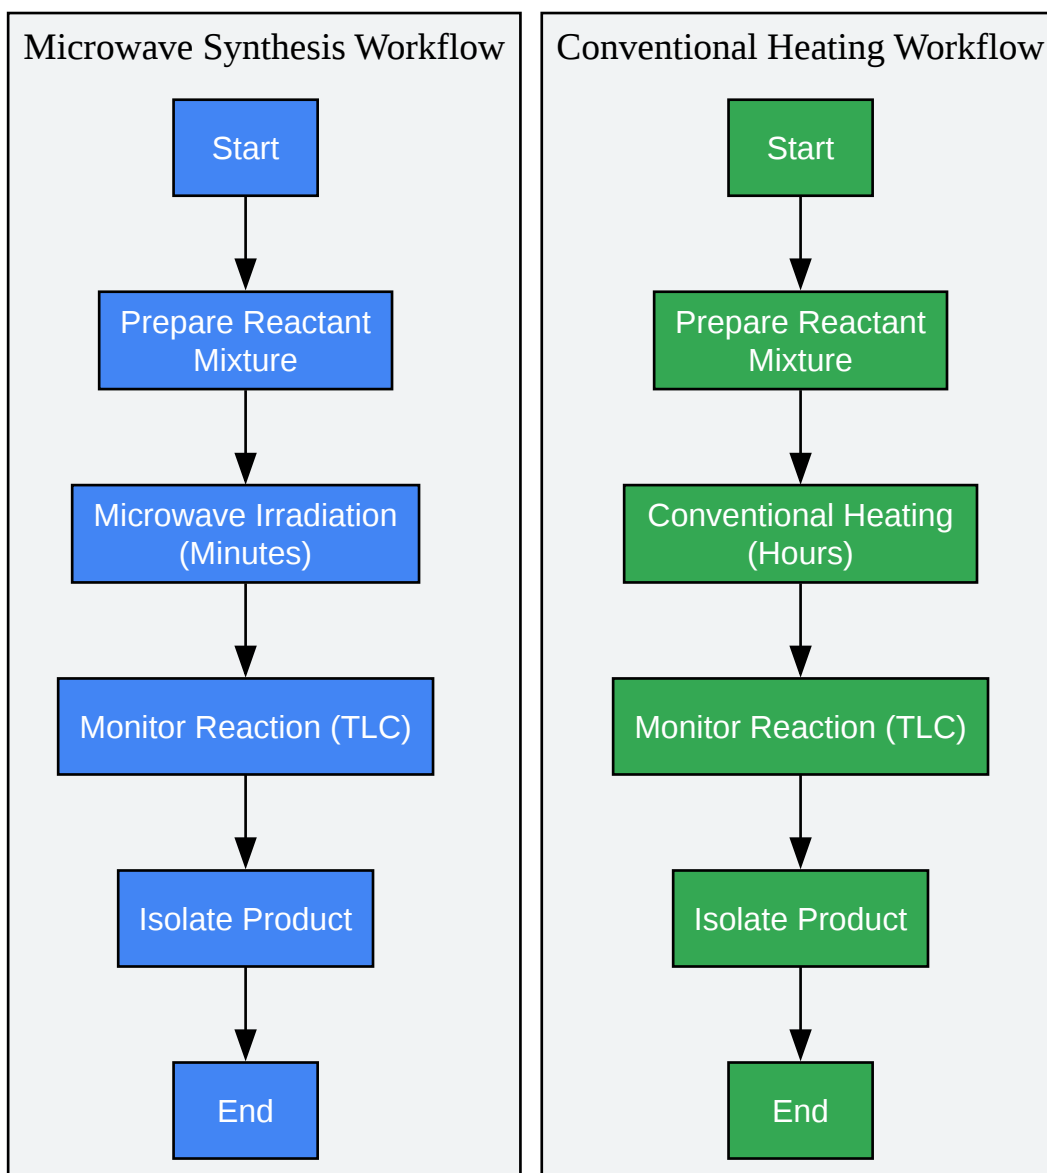 Microwave Synthesis Workflow
Start
Prepare Reactant
Mixture
Microwave Irradiation
(Minutes)
Monitor Reaction (TLC)
Isolate Product
End
Conventional Heating Workflow
Start
Prepare Reactant
Mixture
Conventional Heating
(Hours)
Monitor Reaction (TLC)
Isolate Product
End